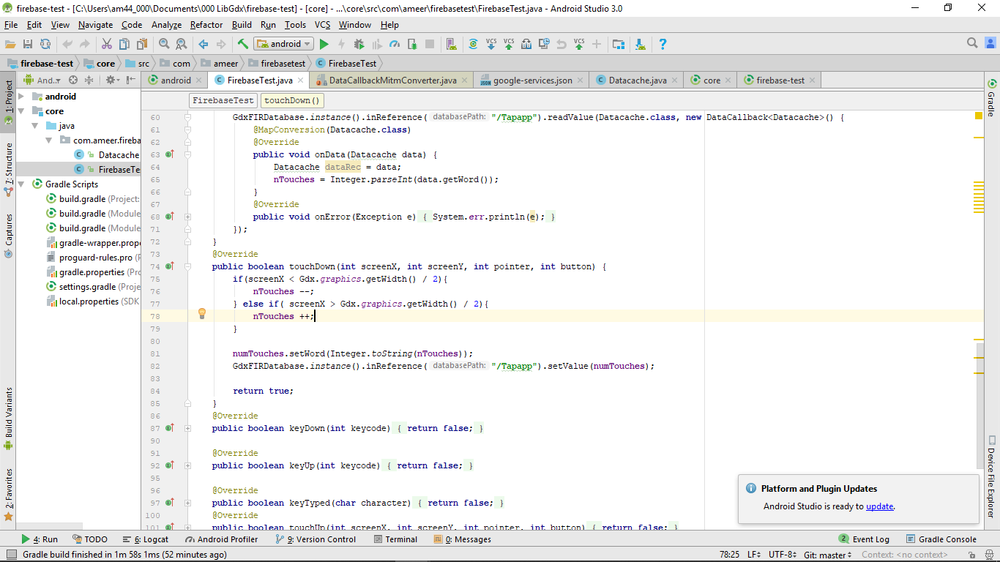 firebase-test - [C:\Users\am44_000\Documents\000 LibGdx\firebase-test] - [core] - ...\core\src\com\ameer\firebasetest\FirebaseTest.java - Android Studio 3.0
File Edit View Navigate Code Analyze Refactor Build Run Tools VCS Window Help
android VCS VCS VCS
firebase-test core src com ameer firebasetest FirebaseTest
And... android FirebaseTest.java DataCallbackMitmConverter.java google-services.json Datacache.java core firebase-test
FirebaseTest touchDown()
1: Project
7: Structure
Captures
Build Variants
2: Favorites
android
core
java
com.ameer.fireba
Datacache
FirebaseTe
Gradle Scripts
build.gradle (Project:
build.gradle (Module
build.gradle (Module
gradle-wrapper.prope
proguard-rules.pro (P
gradle.properties (Pro
settings.gradle (Proje
local.properties (SDK
60 GdxFIRDatabase.instance().inReference( databasePath: "/Tapapp").readValue(Datacache.class, new DataCallback<Datacache>() {
61 @MapConversion(Datacache.class)
62 @Override
63 public void onData(Datacache data) {
64 Datacache dataRec = data;
65 nTouches = Integer.parseInt(data.getWord());
66 }
67 @Override
68 public void onError(Exception e) { System.err.println(e); }
71 });
72 }
73 @Override
74 public boolean touchDown(int screenX, int screenY, int pointer, int button) {
75 if(screenX < Gdx.graphics.getWidth() / 2){
76 nTouches --;
77 } else if( screenX > Gdx.graphics.getWidth() / 2){
78 nTouches ++;
79 }
80
81 numTouches.setWord(Integer.toString(nTouches));
82 GdxFIRDatabase.instance().inReference( databasePath: "/Tapapp").setValue(numTouches);
83
84 return true;
85 }
86 @Override
87 public boolean keyDown(int keycode) { return false; }
90
91 @Override
92 public boolean keyUp(int keycode) { return false; }
95
96 @Override
97 public boolean keyTyped(char character) { return false; }
100 @Override
101 public boolean touchUp(int screenX, int screenY, int pointer, int button) { return false; }
Gradle
Device File Explorer
Platform and Plugin Updates
Android Studio is ready to update.
4: Run TODO 6: Logcat Android Profiler 9: Version Control Terminal 0: Messages 2 Event Log Gradle Console
Gradle build finished in 1m 58s 1ms (52 minutes ago) 78:25 LF UTF-8 Git: master Context: <no context>